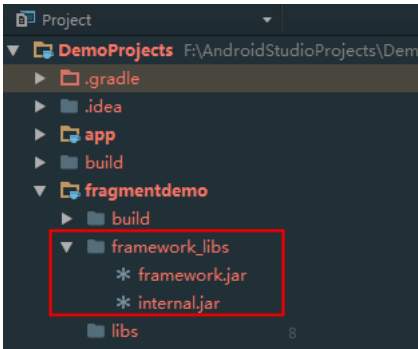 Project
DemoProjects F:\AndroidStudioProjects\Dem
.gradle
.idea
app
build
fragmentdemo
build
framework_libs
framework.jar
internal.jar
libs 8